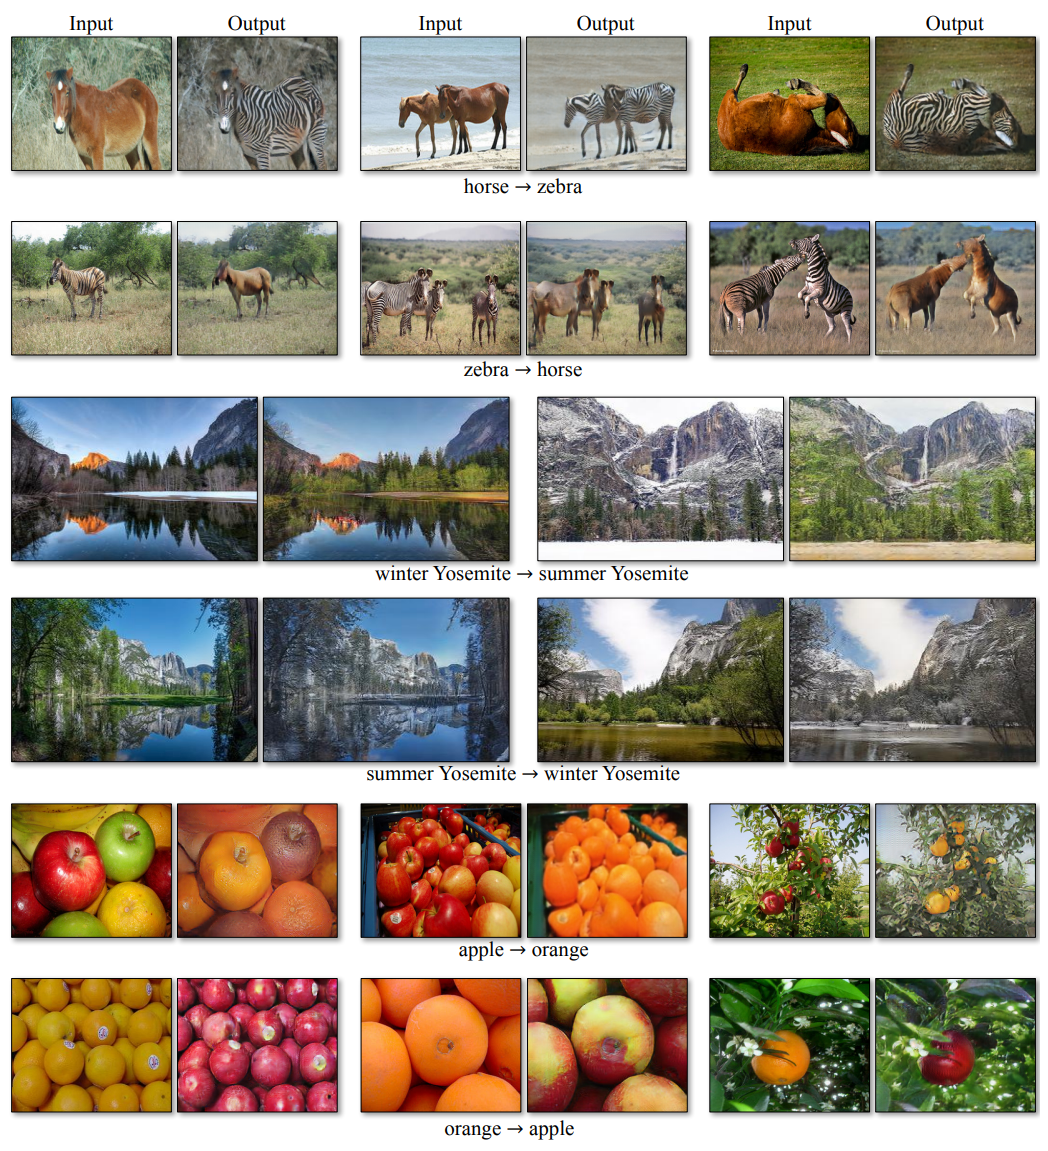 Input Output Input Output Input Output
horse → zebra
zebra → horse
winter Yosemite → summer Yosemite
summer Yosemite → winter Yosemite
apple → orange
orange → apple